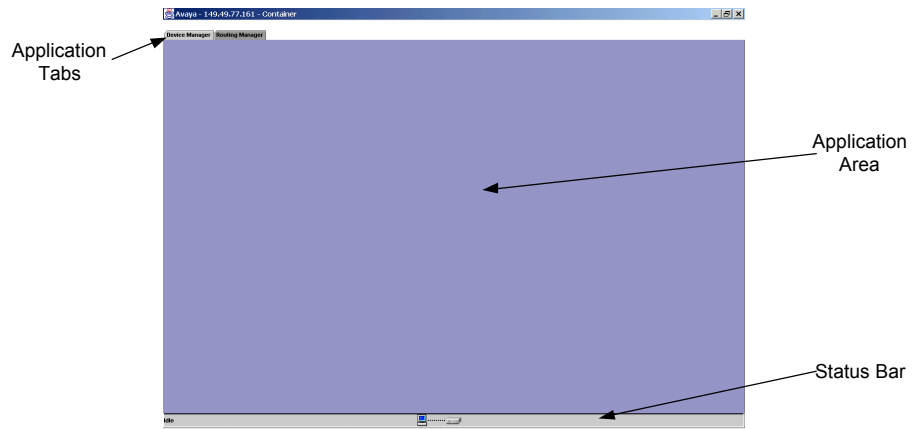 Avaya - 149.49.77.161 - Container
Device Manager Routing Manager
Application
Tabs
Application
Area
Status Bar
Idle